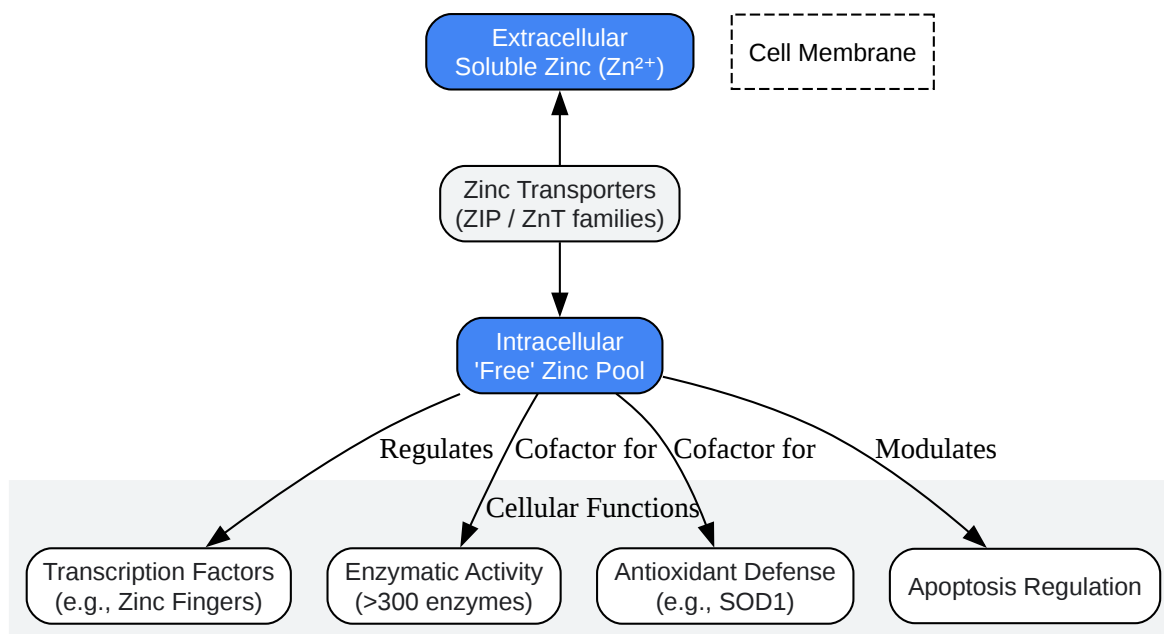 Extracellular
Soluble Zinc (Zn²⁺)
Cell Membrane
Zinc Transporters
(ZIP / ZnT families)
Intracellular
'Free' Zinc Pool
Regulates
Cofactor for
Cofactor for
Modulates
Cellular Functions
Transcription Factors
(e.g., Zinc Fingers)
Enzymatic Activity
(>300 enzymes)
Antioxidant Defense
(e.g., SOD1)
Apoptosis Regulation